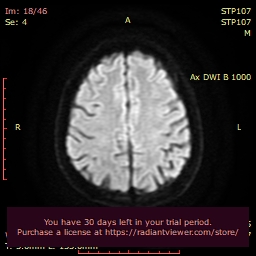 Im: 18/46
Se: 4
A
STP107
STP107
M
Ax DWI B 1000
R
L
You have 30 days left in your trial period.
Purchase a license at https://radiantviewer.com/store/